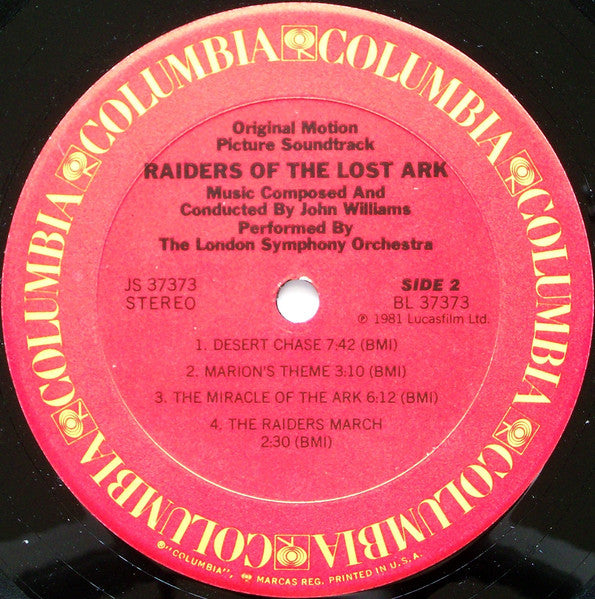 COLUMBIA COLUMBIA COLUMBIA COLUMBIA COLUMBIA COLUMBIA COLUMBIA COLUMBIA
Original Motion
Picture Soundtrack
RAIDERS OF THE LOST ARK
Music Composed And
Conducted By John Williams
Performed By
The London Symphony Orchestra
JS 37373
STEREO
SIDE 2
BL 37373
℗ 1981 Lucasfilm Ltd.
1. DESERT CHASE 7:42 (BMI)
2. MARION'S THEME 3:10 (BMI)
3. THE MIRACLE OF THE ARK 6:12 (BMI)
4. THE RAIDERS MARCH
2:30 (BMI)
®"COLUMBIA", MARCAS REG. PRINTED IN U.S.A.